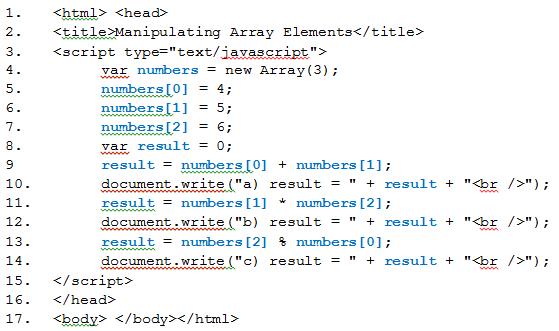 1. <html> <head>
2. <title>Manipulating Array Elements</title>
3. <script type="text/javascript">
4. var numbers = new Array(3);
5. numbers[0] = 4;
6. numbers[1] = 5;
7. numbers[2] = 6;
8. var result = 0;
9 result = numbers[0] + numbers[1];
10. document.write("a) result = " + result + "<br />");
11. result = numbers[1] * numbers[2];
12. document.write("b) result = " + result + "<br />");
13. result = numbers[2] % numbers[0];
14. document.write("c) result = " + result + "<br />");
15. </script>
16. </head>
17. <body> </body></html>